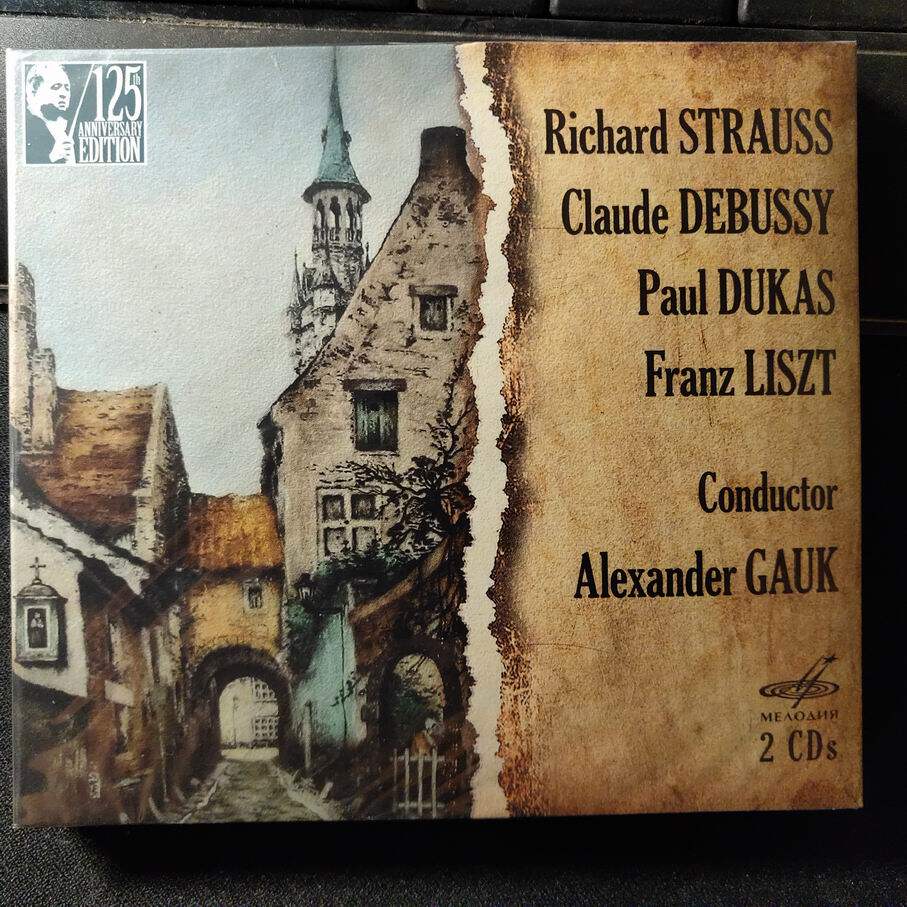 125th
ANNIVERSARY
EDITION
Richard STRAUSS
Claude DEBUSSY
Paul DUKAS
Franz LISZT
Conductor
Alexander GAUK
МЕЛОДИЯ
2 CDs